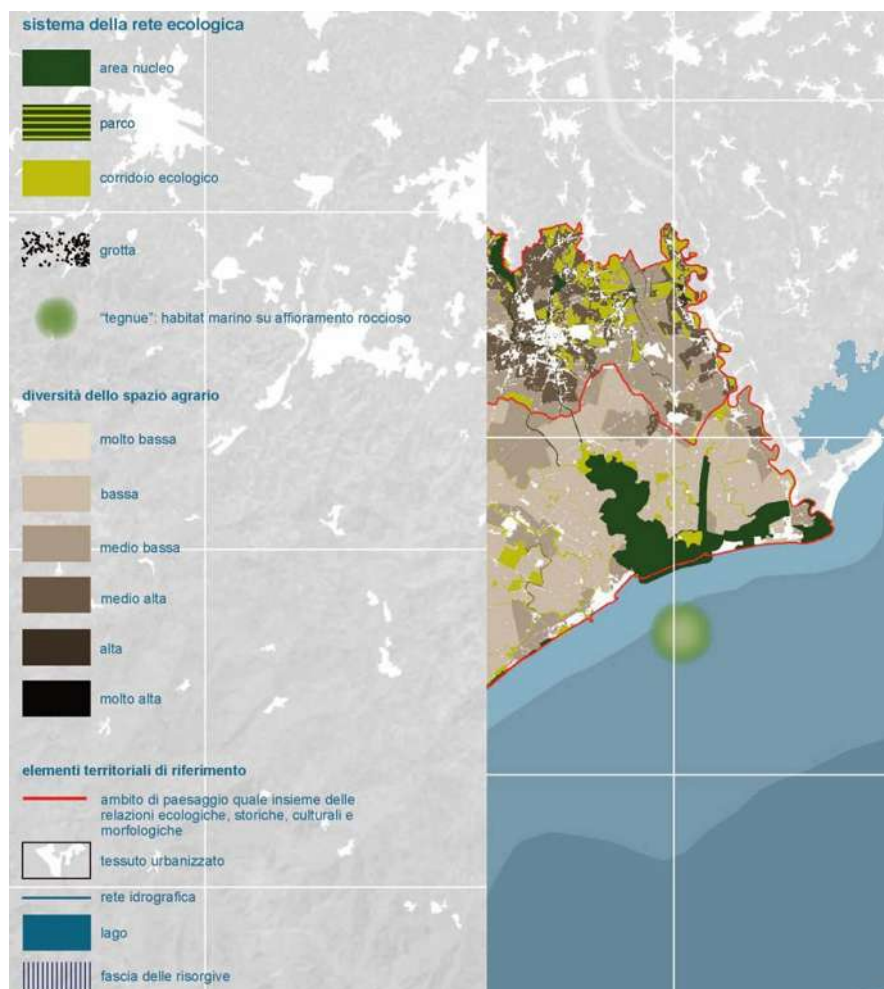 sistema della rete ecologica
area nucleo
parco
corridoio ecologico
grotta
"tegnue": habitat marino su affioramento roccioso
diversità dello spazio agrario
molto bassa
bassa
medio bassa
medio alta
alta
molto alta
elementi territoriali di riferimento
ambito di paesaggio quale insieme delle
relazioni ecologiche, storiche, culturali e
morfologiche
tessuto urbanizzato
rete idrografica
lago
fascia delle risorgive